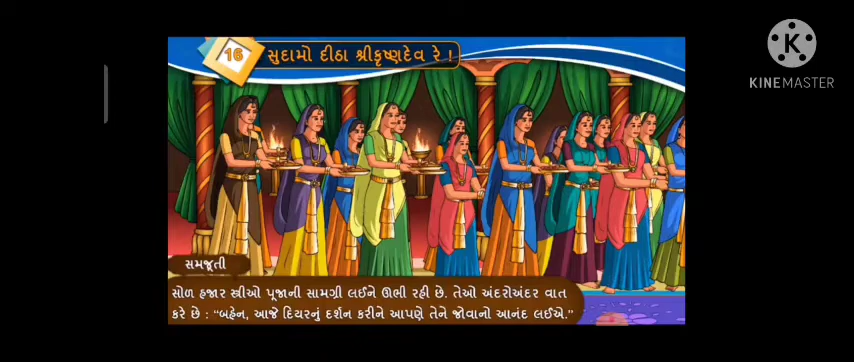 16 સુદામો દીઠા શ્રીકૃષ્ણદેવ રે !
KINEMASTER
સમજૂતી
સોળ હજાર સ્ત્રીઓ પૂજાની સામગ્રી લઈને ઊભી રહી છે. તેઓ અંદરોઅંદર વાત
કરે છે : “બહેન, આજે દિયરનું દર્શન કરીને આપણે તેને જોવાનો આનંદ લઈએ.”